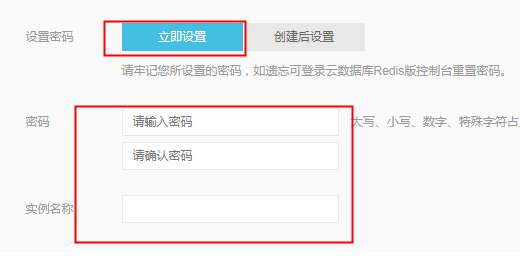 设置密码 立即设置 创建后设置
请牢记您所设置的密码，如遗忘可登录云数据库Redis版控制台重置密码。
密码 请输入密码 大写、小写、数字、特殊字符占
请确认密码
实例名称